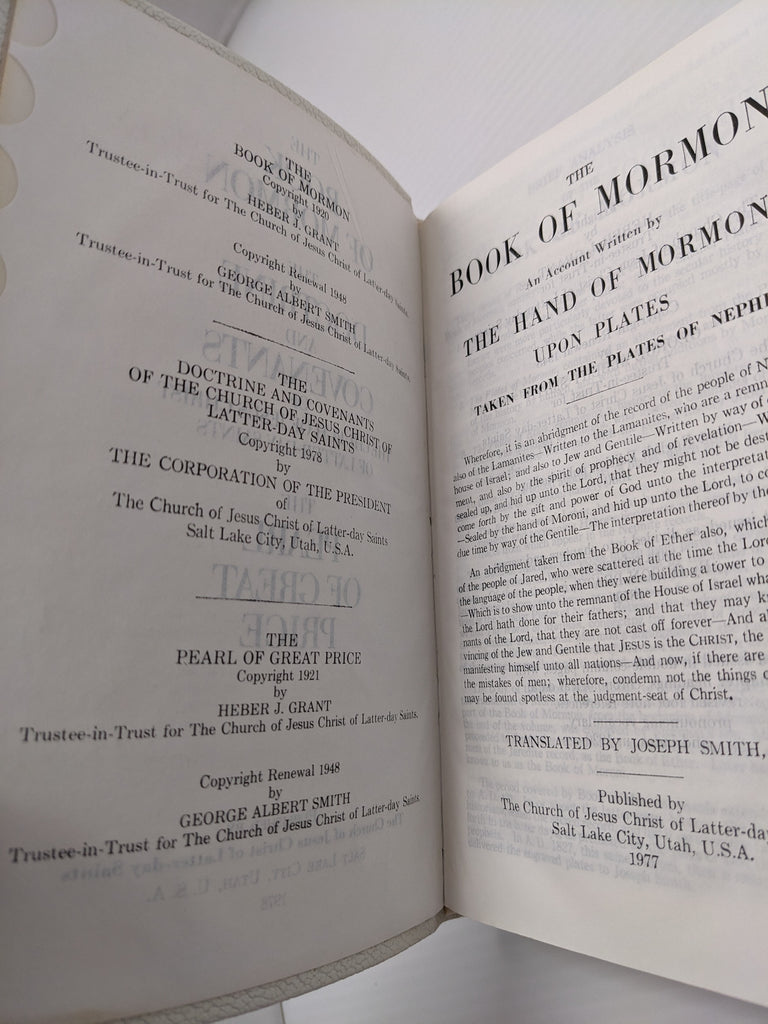 THE
BOOK OF MORMON
Copyright 1920
by
HEBER J. GRANT
Trustee-in-Trust for The Church of Jesus Christ of Latter-day Saints.
Copyright Renewal 1948
by
GEORGE ALBERT SMITH
Trustee-in-Trust for The Church of Jesus Christ of Latter-day Saints.
THE
DOCTRINE AND COVENANTS
OF THE CHURCH OF JESUS CHRIST OF
LATTER-DAY SAINTS
Copyright 1978
by
THE CORPORATION OF THE PRESIDENT
of
The Church of Jesus Christ of Latter-day Saints
Salt Lake City, Utah, U.S.A.
THE
PEARL OF GREAT PRICE
Copyright 1921
by
HEBER J. GRANT
Trustee-in-Trust for The Church of Jesus Christ of Latter-day Saints.
Copyright Renewal 1948
by
GEORGE ALBERT SMITH
Trustee-in-Trust for The Church of Jesus Christ of Latter-day Saints.
THE
BOOK OF MORMON
An Account Written by
THE HAND OF MORMON
UPON PLATES
TAKEN FROM THE PLATES OF NEPHI
Wherefore, it is an abridgment of the record of the people of
also of the Lamanites—Written to the Lamanites, who are a
house of Israel; and also to Jew and Gentile—Written by way of
ment, and also by the spirit of prophecy and of revelation—
sealed up, and hid up unto the Lord, that they might not be
come forth by the gift and power of God unto the
—Sealed by the hand of Moroni, and hid up unto the Lord, to
due time by way of the Gentile—The interpretation thereof by the
An abridgment taken from the Book of Ether also, which
of the people of Jared, who were scattered at the time the Lord
the language of the people, when they were building a tower to
—Which is to show unto the remnant of the House of Israel
the Lord hath done for their fathers; and that they may
nants of the Lord, that they are not cast off forever—And
vincing of the Jew and Gentile that JESUS is the CHRIST, the
manifesting himself unto all nations—And now, if there are
the mistakes of men; wherefore, condemn not the things
may be found spotless at the judgment-seat of Christ.
TRANSLATED BY JOSEPH SMITH,
Published by
The Church of Jesus Christ of
Salt Lake City, Utah, U.S.A.
1977